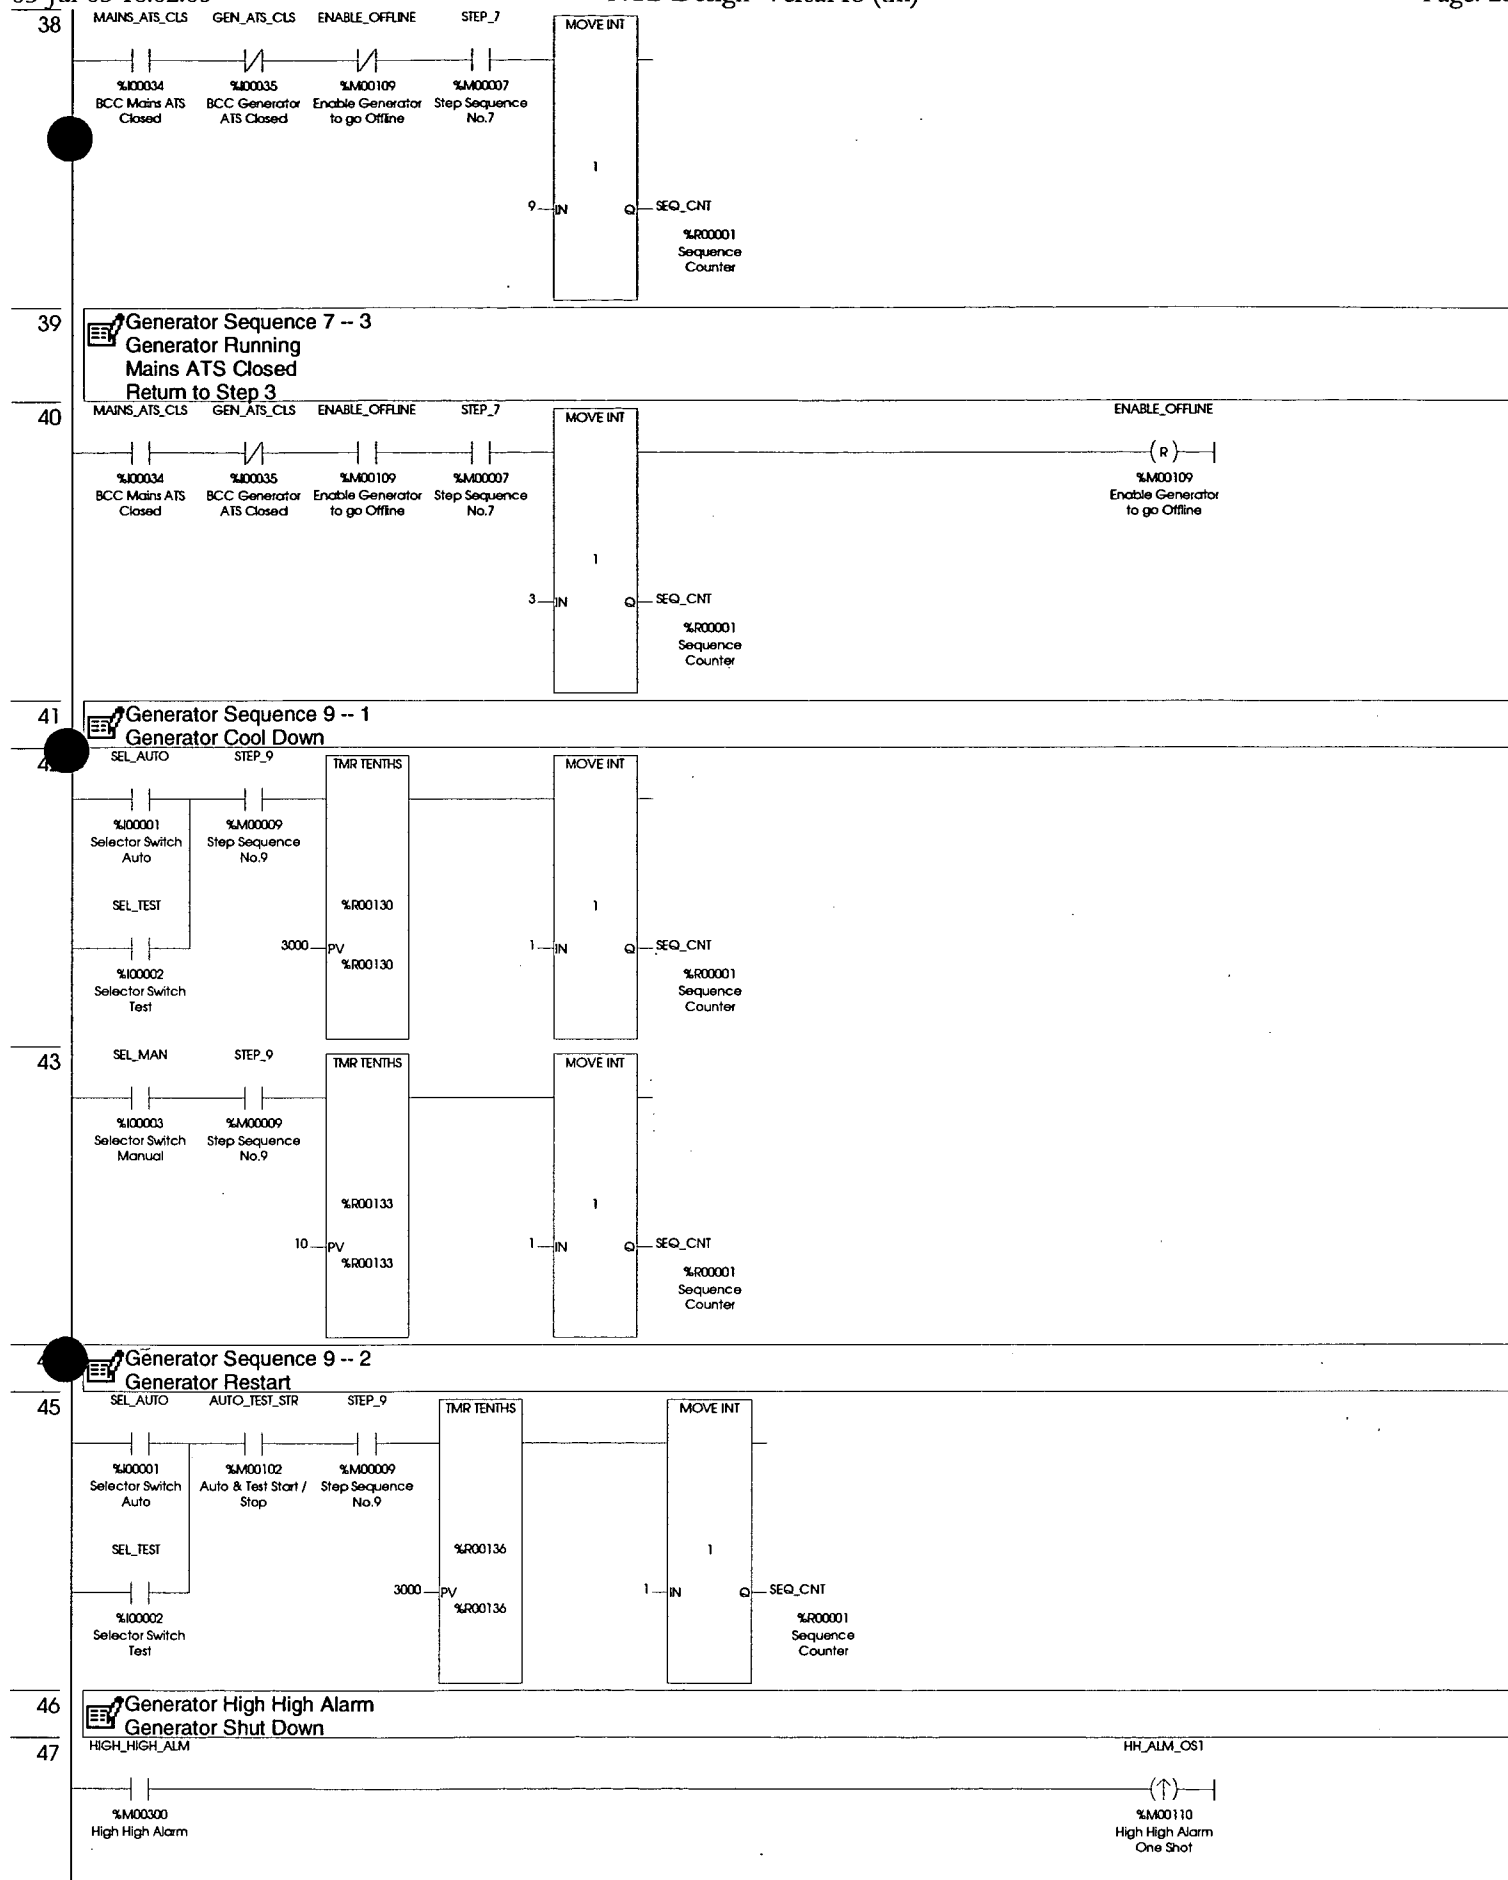 38
MAINS_ATS_CLS GEN_ATS_CLS ENABLE_OFFLINE STEP_7 MOVE INT
%I00034 %I00035 %M00109 %M00007
BCC Mains ATS BCC Generator Enable Generator Step Sequence
Closed ATS Closed to go Offline No.7
1
9 IN Q SEQ_CNT
%R00001
Sequence
Counter
39
Generator Sequence 7 -- 3
Generator Running
Mains ATS Closed
Return to Step 3
40
MAINS_ATS_CLS GEN_ATS_CLS ENABLE_OFFLINE STEP_7 MOVE INT ENABLE_OFFLINE
(R)
%I00034 %I00035 %M00109 %M00007 %M00109
BCC Mains ATS BCC Generator Enable Generator Step Sequence Enable Generator
Closed ATS Closed to go Offline No.7 to go Offline
1
3 IN Q SEQ_CNT
%R00001
Sequence
Counter
41
Generator Sequence 9 -- 1
Generator Cool Down
SEL_AUTO STEP_9 TMR TENTHS MOVE INT
%I00001 %M00009
Selector Switch Step Sequence
Auto No.9
SEL_TEST %R00130 1
3000 PV 1 IN Q SEQ_CNT
%R00130
%I00002 %R00001
Selector Switch Sequence
Test Counter
43
SEL_MAN STEP_9 TMR TENTHS MOVE INT
%I00003 %M00009
Selector Switch Step Sequence
Manual No.9
%R00133 1
10 PV 1 IN Q SEQ_CNT
%R00133
%R00001
Sequence
Counter
Generator Sequence 9 -- 2
Generator Restart
45
SEL_AUTO AUTO_TEST_STR STEP_9 TMR TENTHS MOVE INT
%I00001 %M00102 %M00009
Selector Switch Auto & Test Start / Step Sequence
Auto Stop No.9
SEL_TEST %R00136 1
3000 PV 1 IN Q SEQ_CNT
%R00136
%I00002 %R00001
Selector Switch Sequence
Test Counter
46
Generator High High Alarm
Generator Shut Down
47
HIGH_HIGH_ALM HH_ALM_OS1
(↑)
%M00300 %M00110
High High Alarm High High Alarm
One Shot